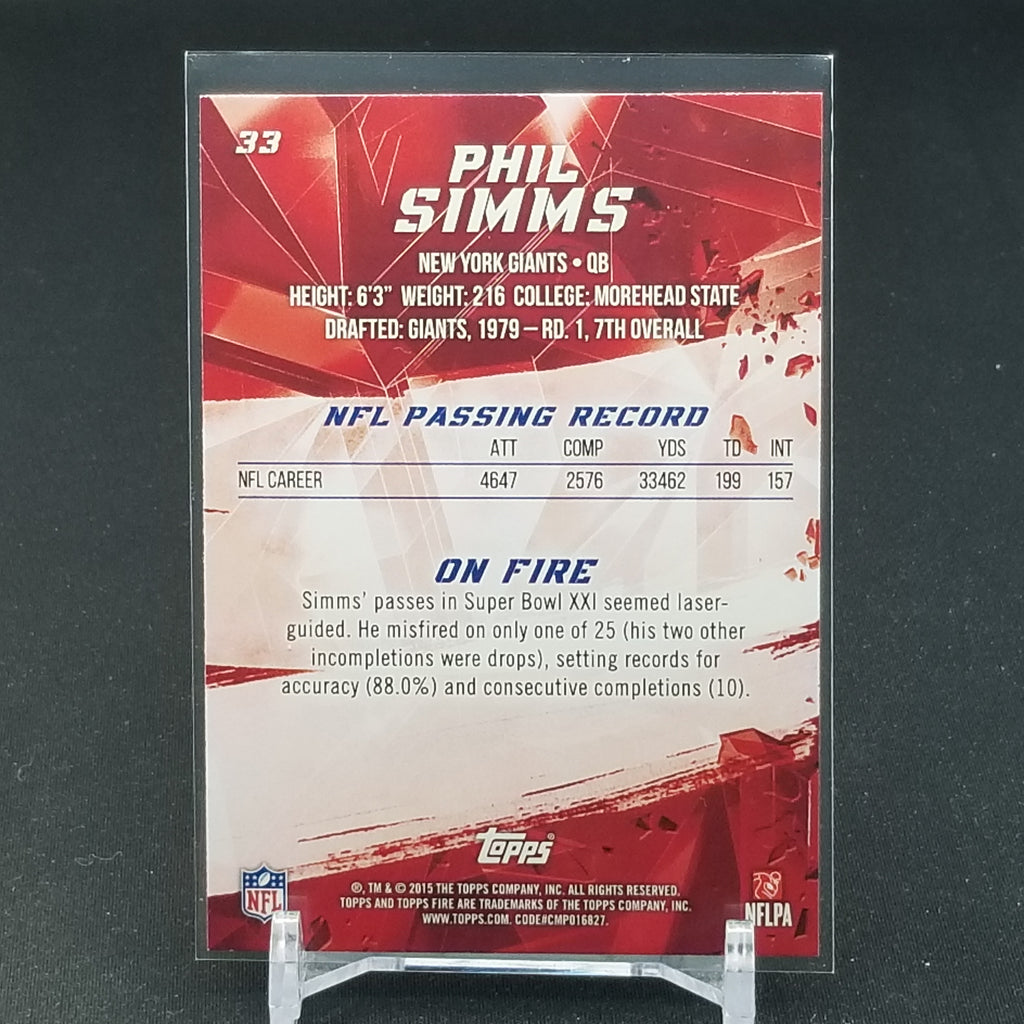 33
PHIL
SIMMS
NEW YORK GIANTS • QB
HEIGHT: 6'3" WEIGHT: 216 COLLEGE: MOREHEAD STATE
DRAFTED: GIANTS, 1979 – RD. 1, 7TH OVERALL
NFL PASSING RECORD
ATT COMP YDS TD INT
NFL CAREER 4647 2576 33462 199 157
ON FIRE
Simms' passes in Super Bowl XXI seemed laser-
guided. He misfired on only one of 25 (his two other
incompletions were drops), setting records for
accuracy (88.0%) and consecutive completions (10).
Topps®
NFL
®, TM & © 2015 THE TOPPS COMPANY, INC. ALL RIGHTS RESERVED.
TOPPS AND TOPPS FIRE ARE TRADEMARKS OF THE TOPPS COMPANY, INC.
WWW.TOPPS.COM. CODE#CMP016827.
NFLPA